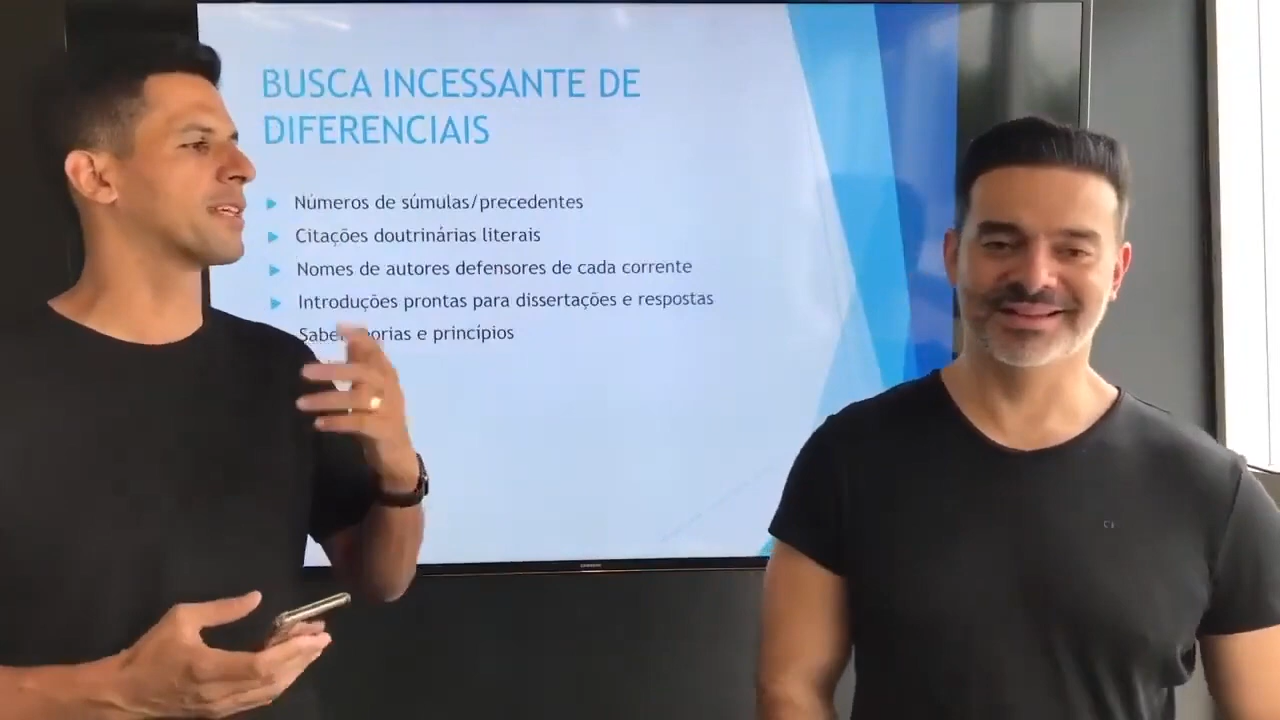 BUSCA INCESSANTE DE
DIFERENCIAIS
Números de súmulas/precedentes
Citações doutrinárias literais
Nomes de autores defensores de cada corrente
Introduções prontas para dissertações e respostas
e princípios
SAMSUNG